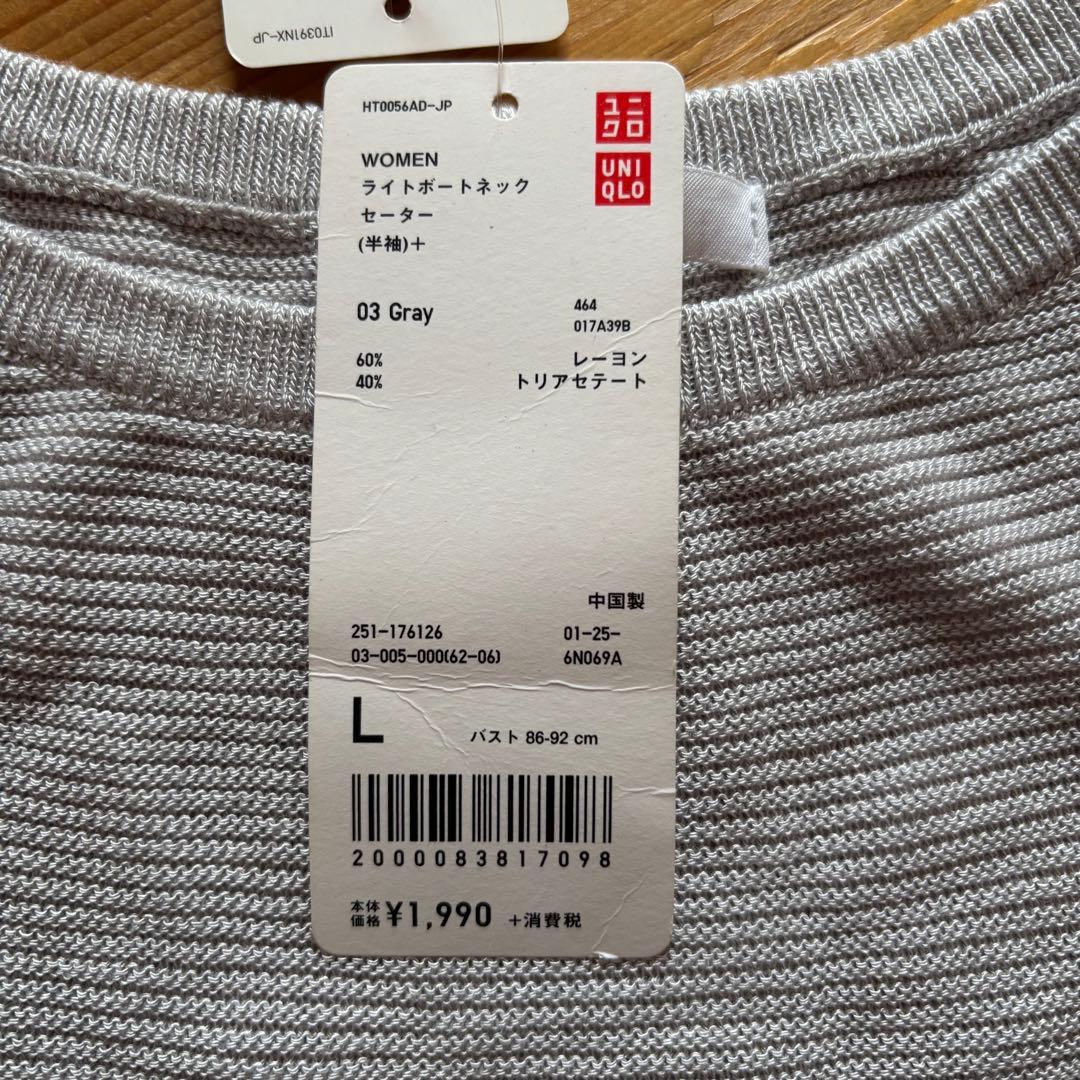 IT0391NX-JP
HT0056AD-JP
ユニ
クロ
UNI
QLO
WOMEN
ライトボートネック
セーター
(半袖)+
03 Gray
464
017A39B
60% レーヨン
40% トリアセテート
中国製
251-176126 01-25-
03-005-000(62-06) 6N069A
L バスト 86-92 cm
2000083817098
本体
価格 ¥1,990 +消費税